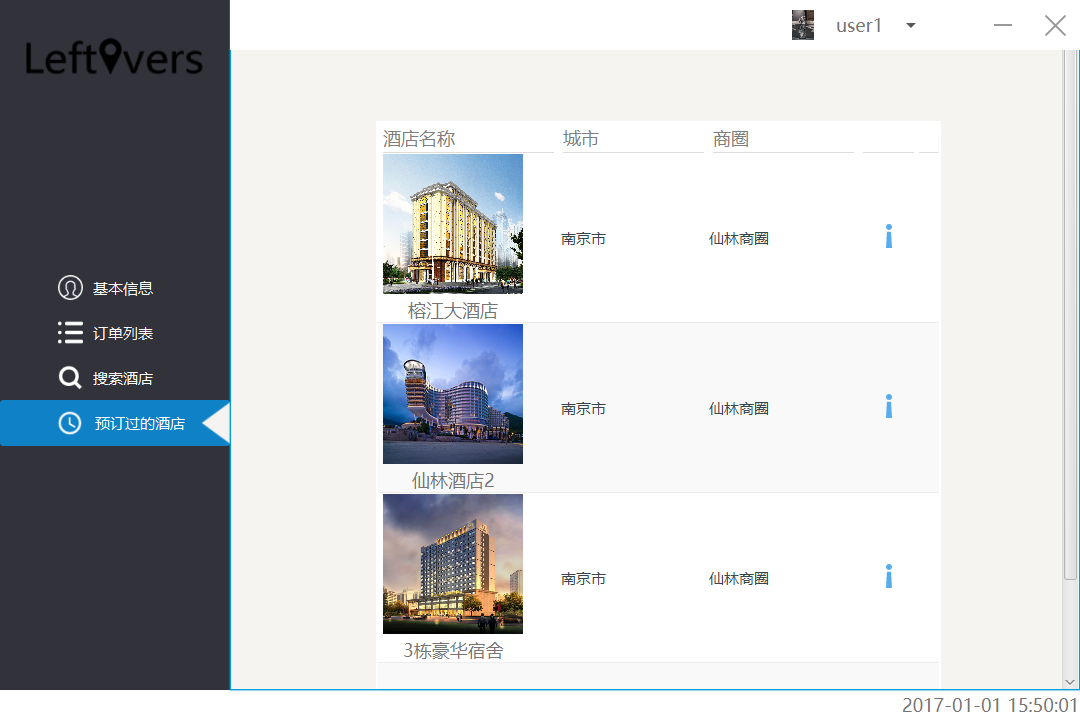 Leftovers
user1
酒店名称 城市 商圈
南京市 仙林商圈
榕江大酒店
南京市 仙林商圈
仙林酒店2
南京市 仙林商圈
3栋豪华宿舍
基本信息
订单列表
搜索酒店
预订过的酒店
2017-01-01 15:50:01